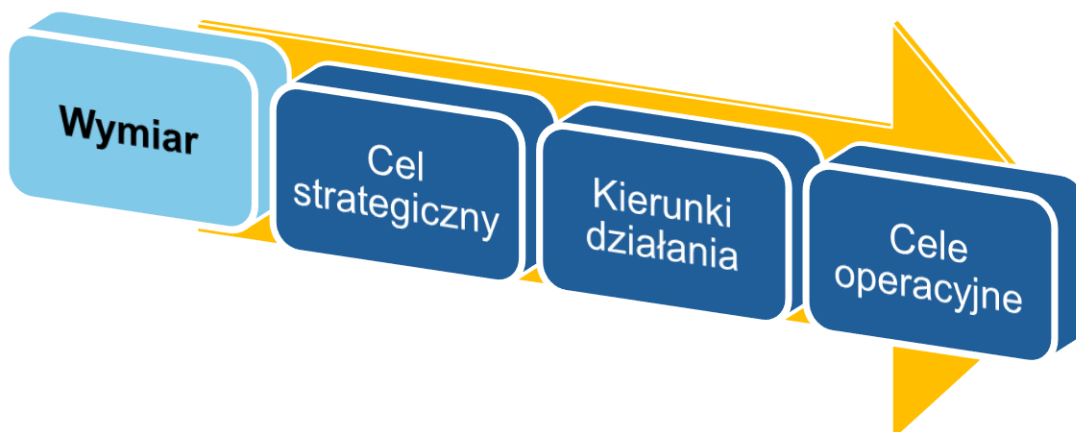 Wymiar
Cel
strategiczny
Kierunki
działania
Cele
operacyjne